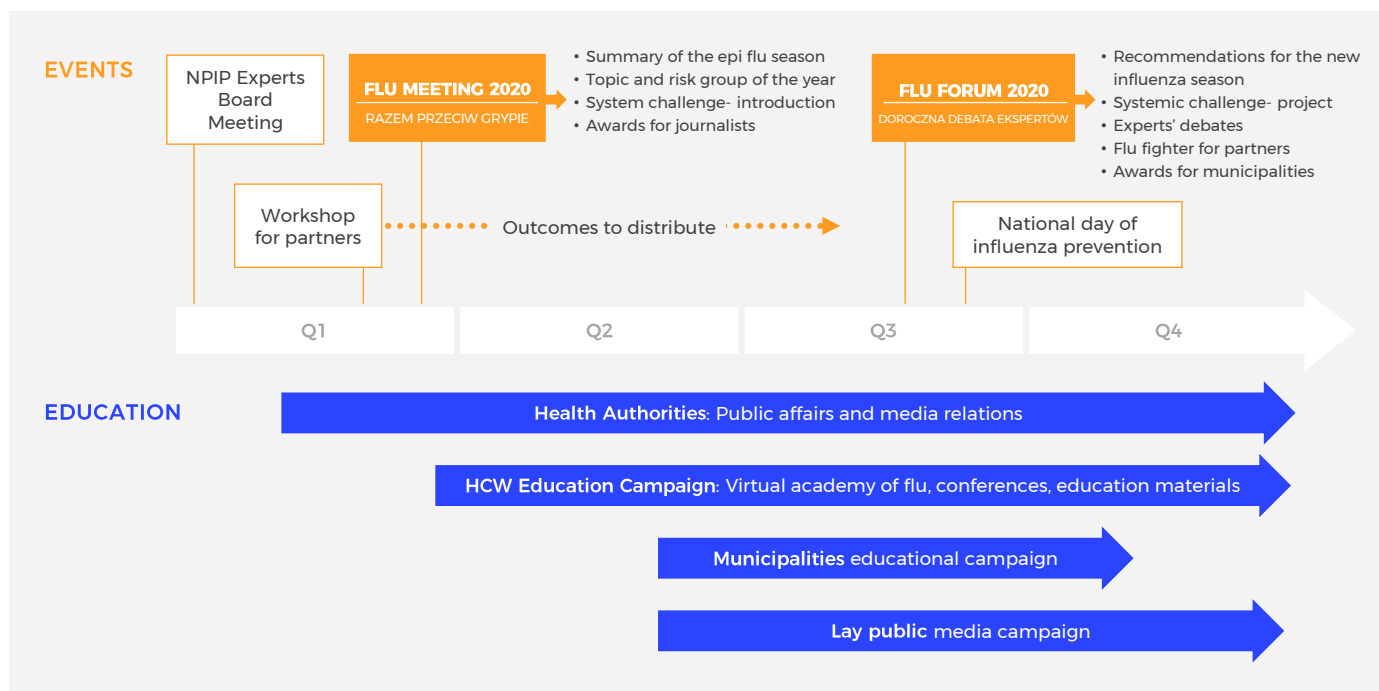 EVENTS
NPIP Experts
Board
Meeting
FLU MEETING 2020
RAZEM PRZECIW GRYPIE
• Summary of the epi flu season
• Topic and risk group of the year
• System challenge- introduction
• Awards for journalists
FLU FORUM 2020
DOROCZNA DEBATA EKSPERTÓW
• Recommendations for the new
influenza season
• Systemic challenge- project
• Experts’ debates
• Flu fighter for partners
• Awards for municipalities
Workshop
for partners
Outcomes to distribute
National day of
influenza prevention
Q1
Q2
Q3
Q4
EDUCATION
Health Authorities: Public affairs and media relations
HCW Education Campaign: Virtual academy of flu, conferences, education materials
Municipalities educational campaign
Lay public media campaign